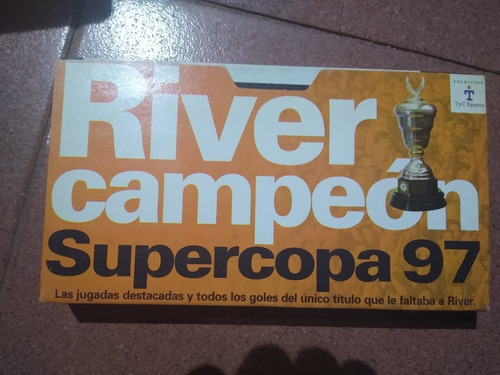 River
campeón
Supercopa 97
Las jugadas destacadas y todos los goles del único título que le faltaba a River.
COLECCION
TyC Sports